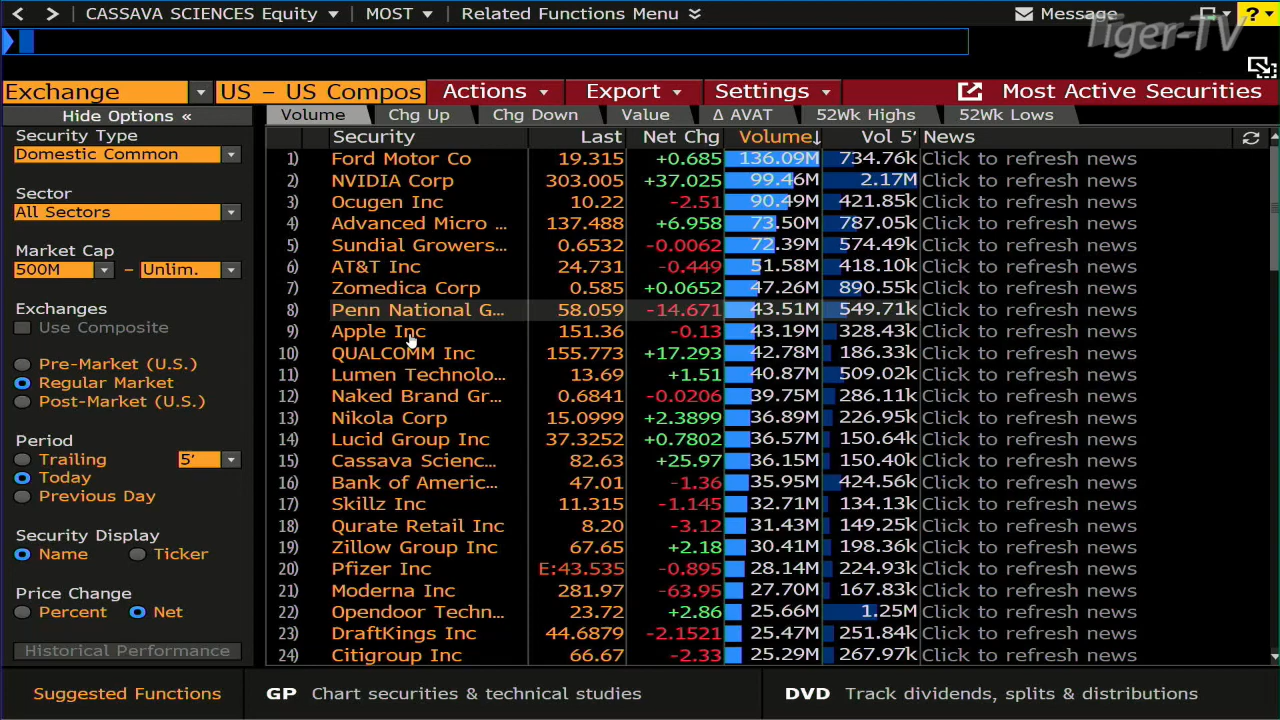 < > CASSAVA SCIENCES Equity MOST Related Functions Menu Message ?
Tiger-TV
Exchange US - US Compos Actions Export Settings Most Active Securities
Hide Options « Volume Chg Up Chg Down Value Δ AVAT 52Wk Highs 52Wk Lows
Security Type
Domestic Common
Sector
All Sectors
Market Cap
500M – Unlim.
Exchanges
Use Composite
Pre-Market (U.S.)
Regular Market
Post-Market (U.S.)
Period
Trailing 5'
Today
Previous Day
Security Display
Name Ticker
Price Change
Percent Net
Historical Performance
Security Last Net Chg Volume↓ Vol 5' News
1) Ford Motor Co 19.315 +0.685 136.09M 734.76k Click to refresh news
2) NVIDIA Corp 303.005 +37.025 99.46M 2.17M Click to refresh news
3) Ocugen Inc 10.22 -2.51 90.49M 421.85k Click to refresh news
4) Advanced Micro ... 137.488 +6.958 73.50M 787.05k Click to refresh news
5) Sundial Growers... 0.6532 -0.0062 72.39M 574.49k Click to refresh news
6) AT&T Inc 24.731 -0.449 51.58M 418.10k Click to refresh news
7) Zomedica Corp 0.585 +0.0652 47.26M 890.55k Click to refresh news
8) Penn National G... 58.059 -14.671 43.51M 549.71k Click to refresh news
9) Apple Inc 151.36 -0.13 43.19M 328.43k Click to refresh news
10) QUALCOMM Inc 155.773 +17.293 42.78M 186.33k Click to refresh news
11) Lumen Technolo... 13.69 +1.51 40.87M 509.02k Click to refresh news
12) Naked Brand Gr... 0.6841 -0.0206 39.75M 286.11k Click to refresh news
13) Nikola Corp 15.0999 +2.3899 36.89M 226.95k Click to refresh news
14) Lucid Group Inc 37.3252 +0.7802 36.57M 150.64k Click to refresh news
15) Cassava Scienc... 82.63 +25.97 36.15M 150.40k Click to refresh news
16) Bank of Americ... 47.01 -1.36 35.95M 424.56k Click to refresh news
17) Skillz Inc 11.315 -1.145 32.71M 134.13k Click to refresh news
18) Qurate Retail Inc 8.20 -3.12 31.43M 149.25k Click to refresh news
19) Zillow Group Inc 67.65 +2.18 30.41M 198.36k Click to refresh news
20) Pfizer Inc E:43.535 -0.895 28.14M 224.93k Click to refresh news
21) Moderna Inc 281.97 -63.95 27.70M 167.83k Click to refresh news
22) Opendoor Techn... 23.72 +2.86 25.66M 1.25M Click to refresh news
23) DraftKings Inc 44.6879 -2.1521 25.47M 251.84k Click to refresh news
24) Citigroup Inc 66.67 -2.33 25.29M 267.97k Click to refresh news
Suggested Functions GP Chart securities & technical studies DVD Track dividends, splits & distributions